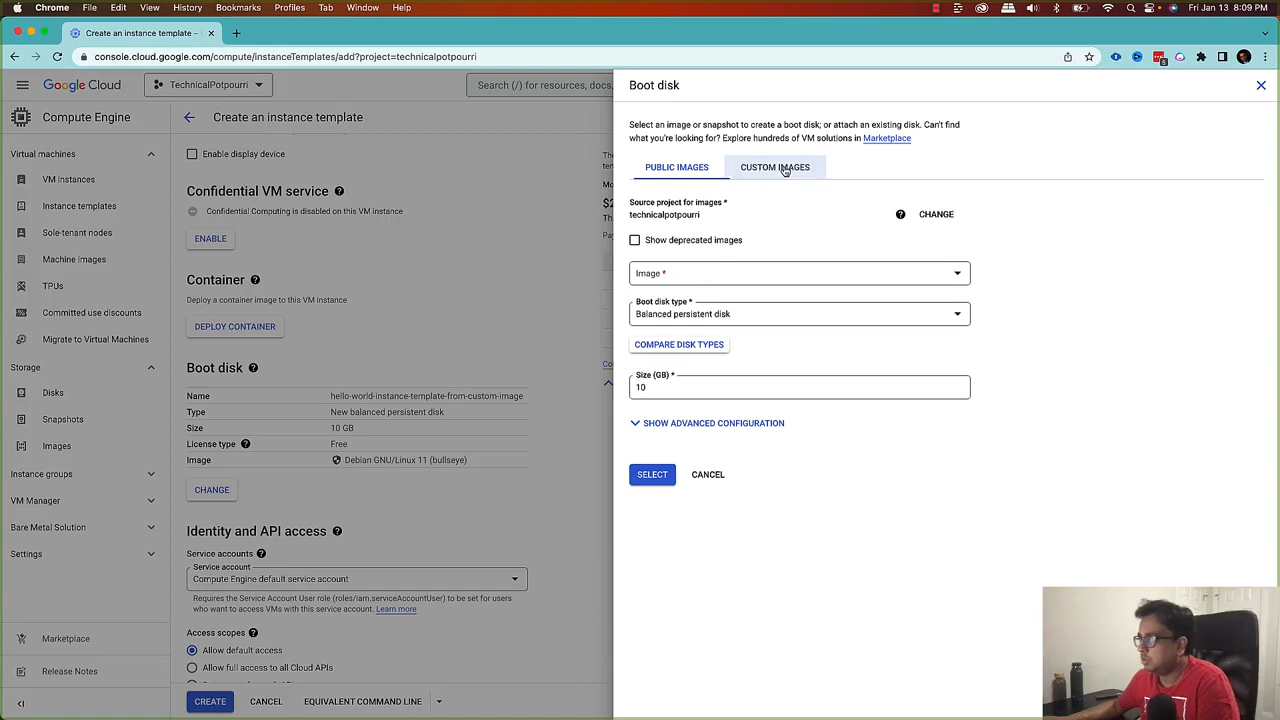 Chrome File Edit View History Bookmarks Profiles Tab Window Help Fri Jan 13 8:09 PM
Create an instance template –
console.cloud.google.com/compute/instanceTemplates/add?project=technicalpotpourri
Google Cloud
TechnicalPotpourri
Search (/) for resources, docs,
Compute Engine
Virtual machines
VM instances
Instance templates
Sole-tenant nodes
Machine images
TPUs
Committed use discounts
Migrate to Virtual Machines
Storage
Disks
Snapshots
Images
Instance groups
VM Manager
Bare Metal Solution
Settings
Marketplace
Release Notes
Create an instance template
Enable display device
Confidential VM service
Confidential Computing is disabled on this VM instance
ENABLE
Container
Deploy a container image to this VM instance
DEPLOY CONTAINER
Boot disk
Name hello-world-instance-template-from-custom-image
Type New balanced persistent disk
Size 10 GB
License type Free
Image Debian GNU/Linux 11 (bullseye)
CHANGE
Identity and API access
Service accounts
Service account
Compute Engine default service account
Requires the Service Account User role (roles/iam.serviceAccountUser) to be set for users
who want to access VMs with this service account. Learn more
Access scopes
Allow default access
Allow full access to all Cloud APIs
CREATE CANCEL EQUIVALENT COMMAND LINE
Boot disk
Select an image or snapshot to create a boot disk; or attach an existing disk. Can't find
what you're looking for? Explore hundreds of VM solutions in Marketplace
PUBLIC IMAGES CUSTOM IMAGES
Source project for images *
technicalpotpourri
CHANGE
Show deprecated images
Image *
Boot disk type *
Balanced persistent disk
COMPARE DISK TYPES
Size (GB) *
10
SHOW ADVANCED CONFIGURATION
SELECT CANCEL